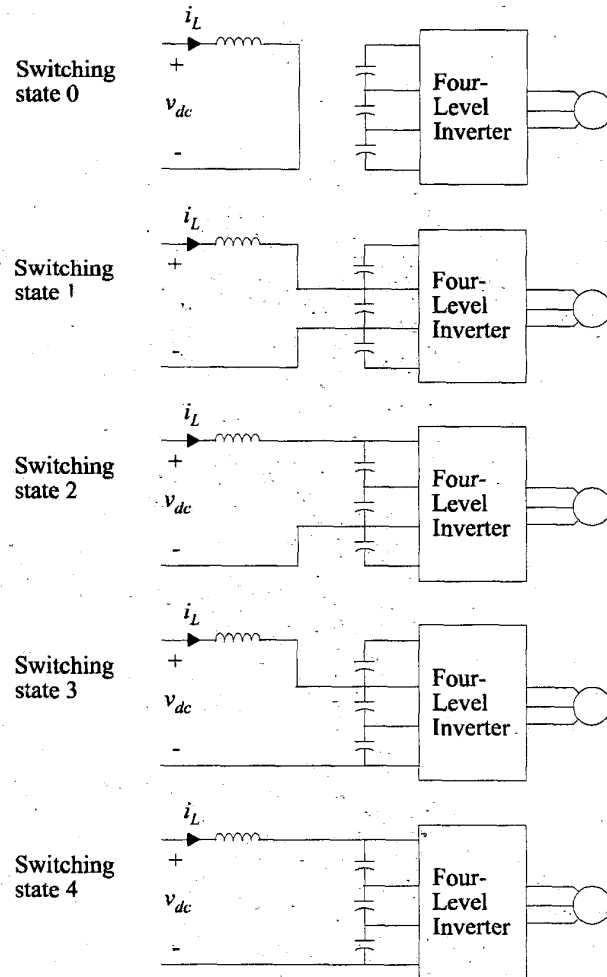 i_L
Switching
state 0
+
v_dc
-
Four-
Level
Inverter
i_L
Switching
state 1
+
-
Four-
Level
Inverter
i_L
Switching
state 2
+
v_dc
-
Four-
Level
Inverter
i_L
Switching
state 3
+
v_dc
-
Four-
Level
Inverter
i_L
Switching
state 4
+
v_dc
-
Four-
Level
Inverter